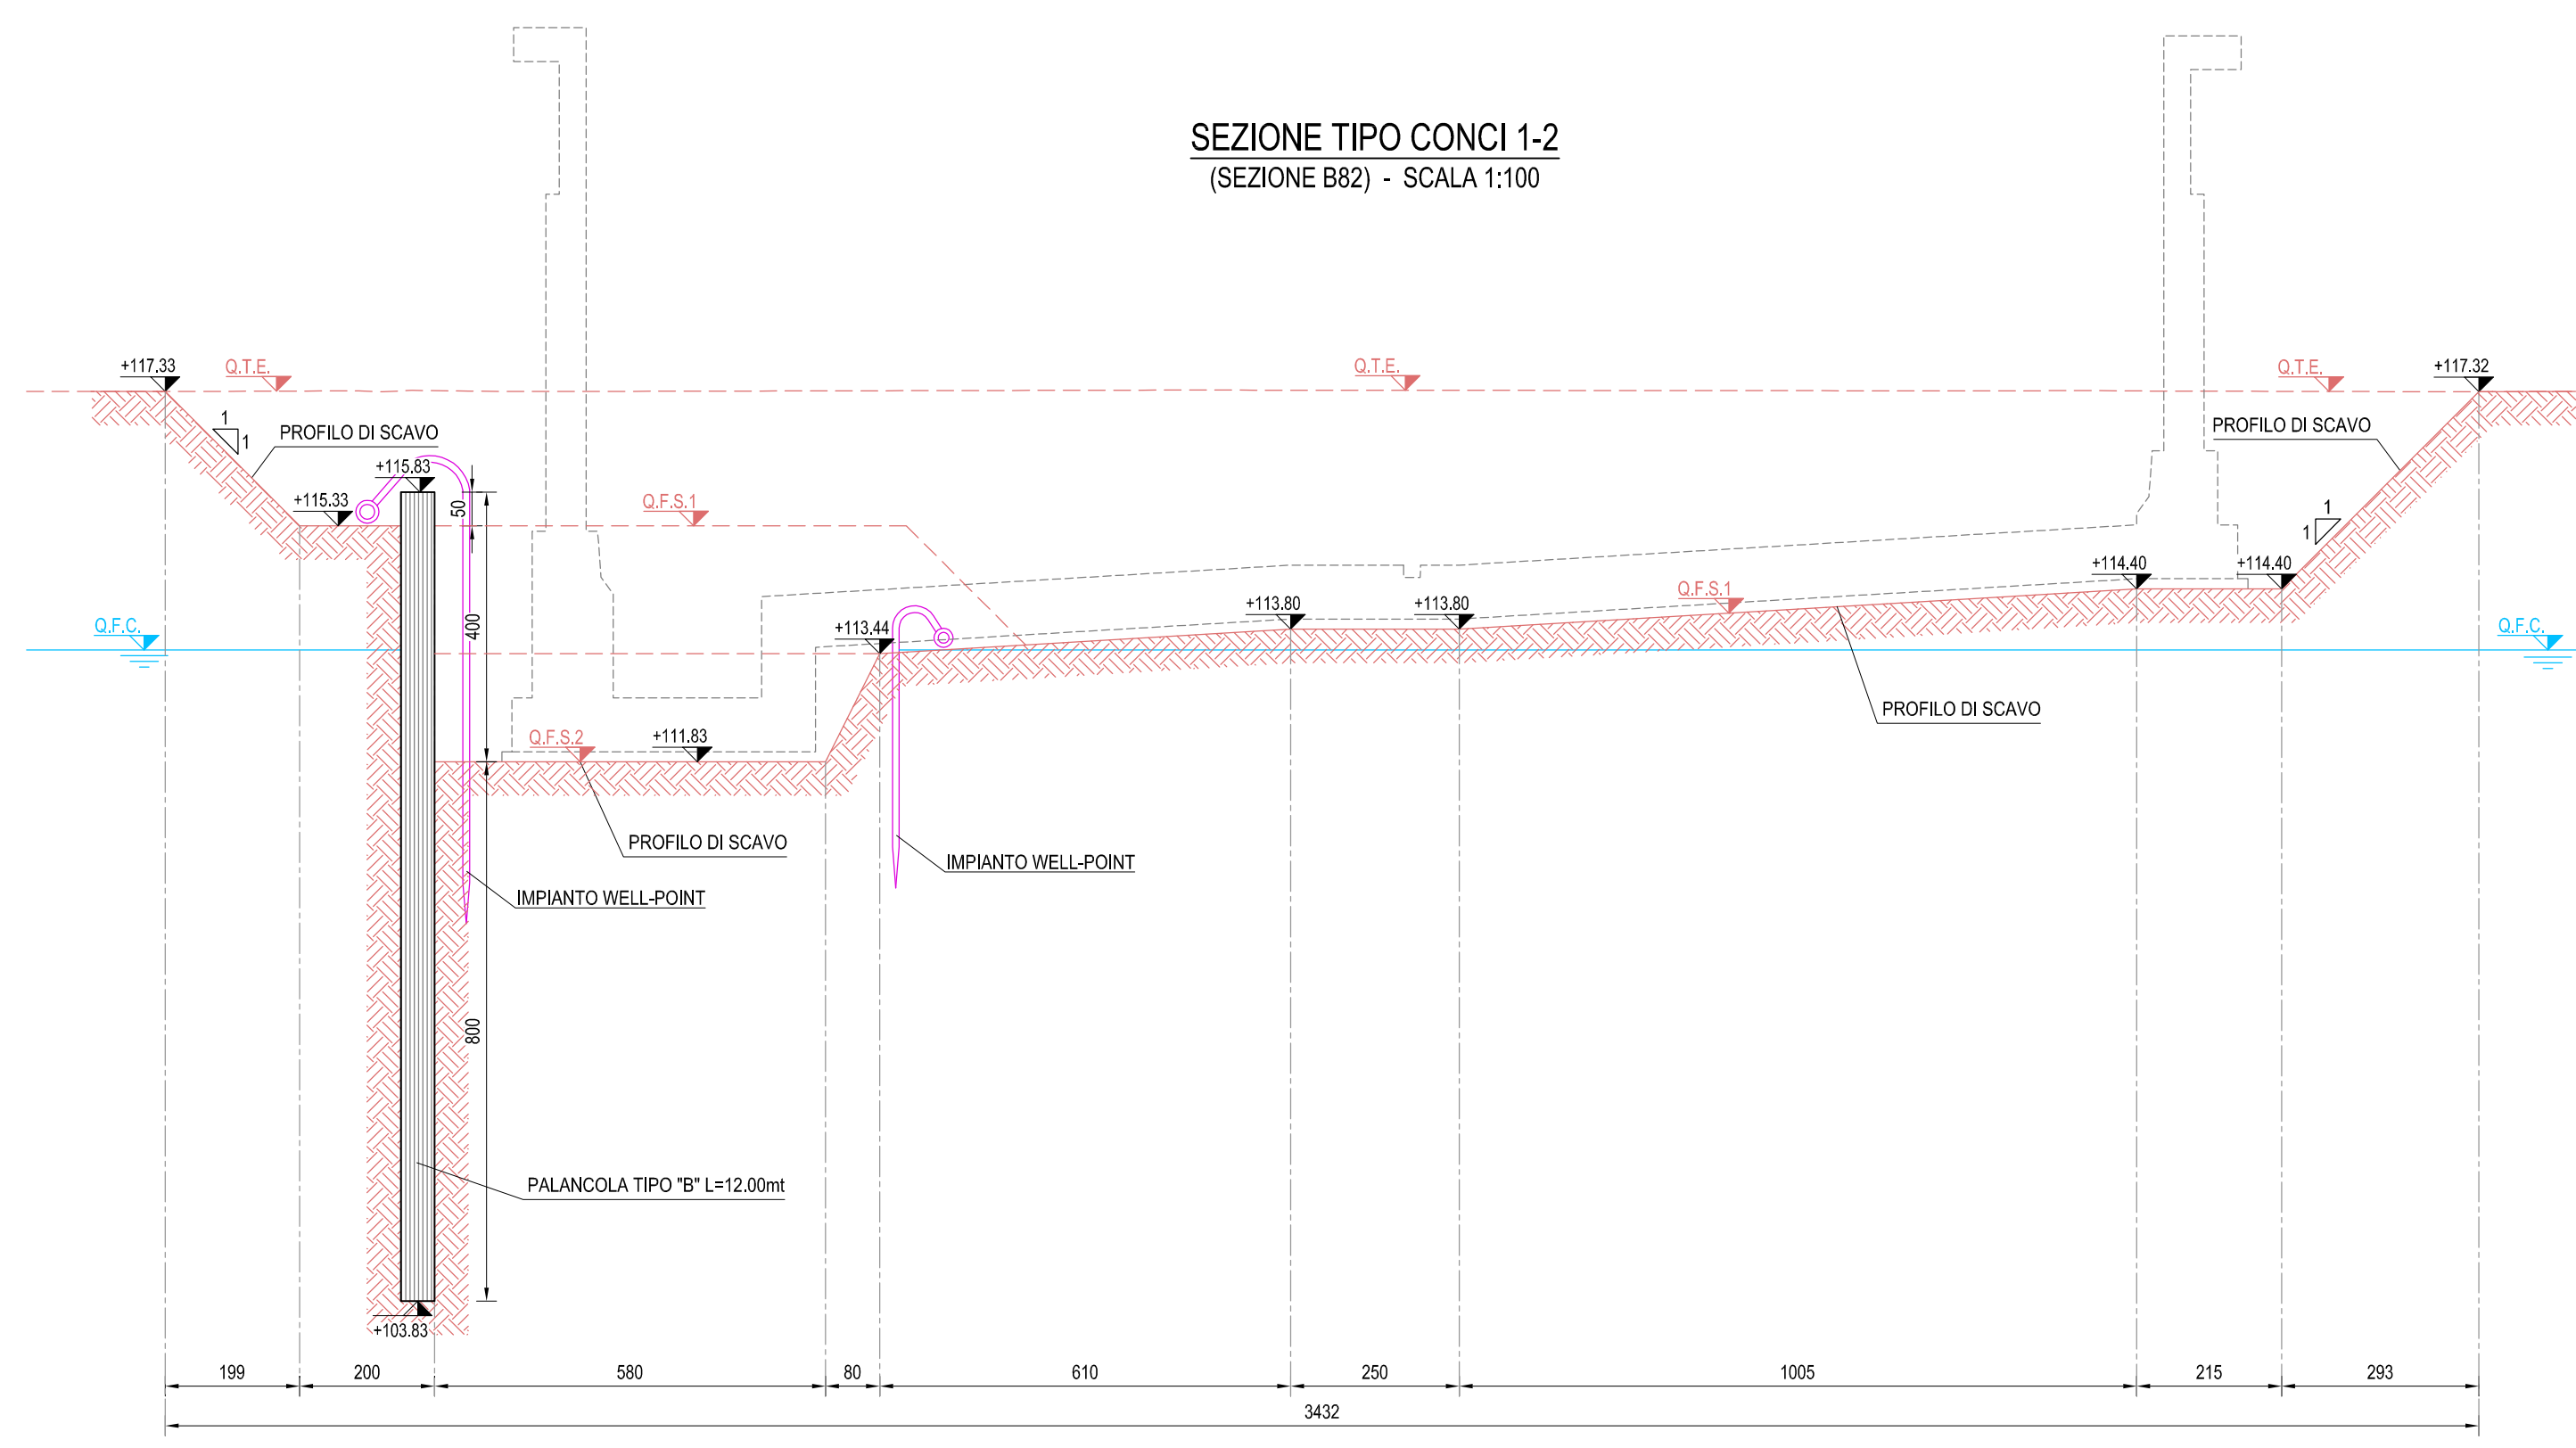 SEZIONE TIPO CONCI 1-2
(SEZIONE B82) - SCALA 1:100
+117.33
Q.T.E.
Q.T.E.
Q.T.E.
+117.32
1
1
PROFILO DI SCAVO
PROFILO DI SCAVO
+115.83
+115.33
50
Q.F.S.1
1
1
400
+114.40
+114.40
Q.F.S.1
+113.80
+113.80
Q.F.C.
+113.44
Q.F.C.
PROFILO DI SCAVO
Q.F.S.2
+111.83
PROFILO DI SCAVO
IMPIANTO WELL-POINT
IMPIANTO WELL-POINT
800
PALANCOLA TIPO "B" L=12.00mt
+103.83
199
200
580
80
610
250
1005
215
293
3432